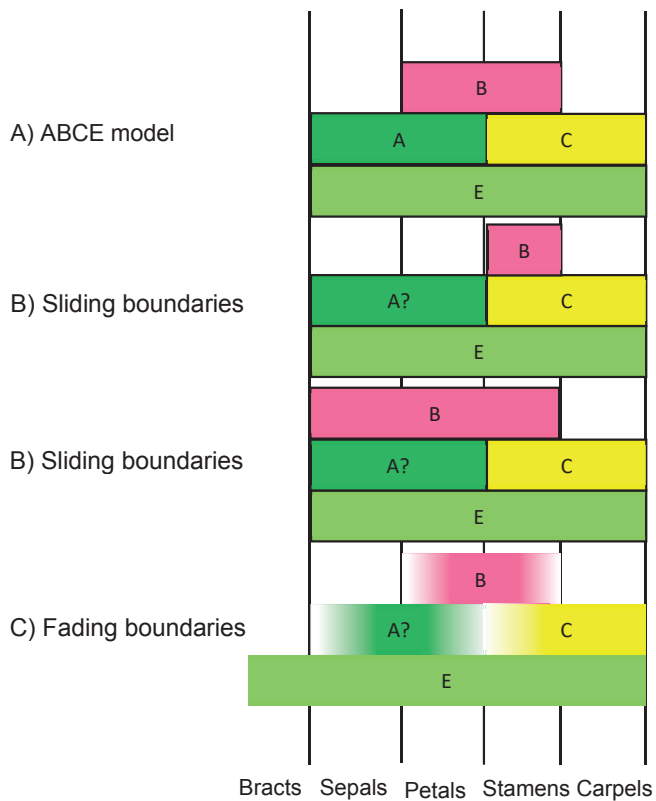 B
A) ABCE model
A
C
E
B
B) Sliding boundaries
A?
C
E
B
B) Sliding boundaries
A?
C
E
B
C) Fading boundaries
A?
C
E
Bracts Sepals Petals Stamens Carpels